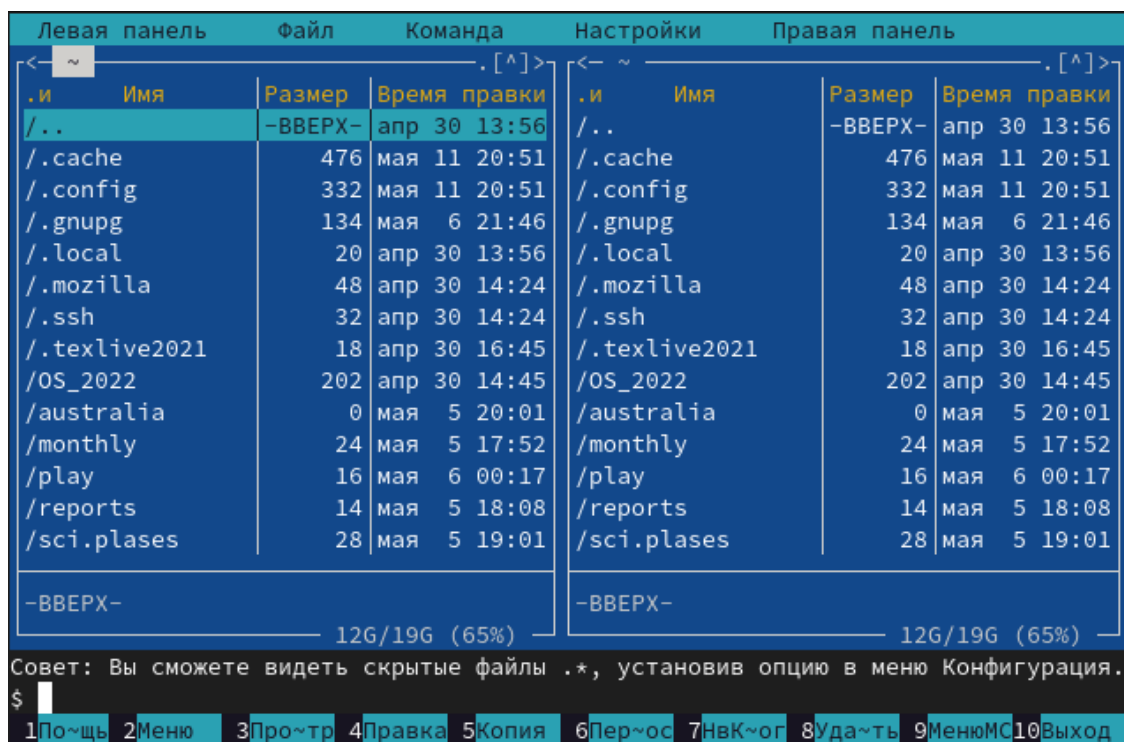 Левая панель Файл Команда Настройки Правая панель
<— ~ .[^]> <— ~ .[^]>
.и Имя Размер Время правки .и Имя Размер Время правки
/.. -ВВЕРХ- апр 30 13:56 /.. -ВВЕРХ- апр 30 13:56
/.cache 476 мая 11 20:51 /.cache 476 мая 11 20:51
/.config 332 мая 11 20:51 /.config 332 мая 11 20:51
/.gnupg 134 мая 6 21:46 /.gnupg 134 мая 6 21:46
/.local 20 апр 30 13:56 /.local 20 апр 30 13:56
/.mozilla 48 апр 30 14:24 /.mozilla 48 апр 30 14:24
/.ssh 32 апр 30 14:24 /.ssh 32 апр 30 14:24
/.texlive2021 18 апр 30 16:45 /.texlive2021 18 апр 30 16:45
/OS_2022 202 апр 30 14:45 /OS_2022 202 апр 30 14:45
/australia 0 мая 5 20:01 /australia 0 мая 5 20:01
/monthly 24 мая 5 17:52 /monthly 24 мая 5 17:52
/play 16 мая 6 00:17 /play 16 мая 6 00:17
/reports 14 мая 5 18:08 /reports 14 мая 5 18:08
/sci.plases 28 мая 5 19:01 /sci.plases 28 мая 5 19:01
-ВВЕРХ- -ВВЕРХ-
12G/19G (65%) 12G/19G (65%)
Совет: Вы сможете видеть скрытые файлы .*, установив опцию в меню Конфигурация.
$
1По~щь 2Меню 3Про~тр 4Правка 5Копия 6Пер~ос 7НвК~ог 8Уда~ть 9МенюMC 10Выход